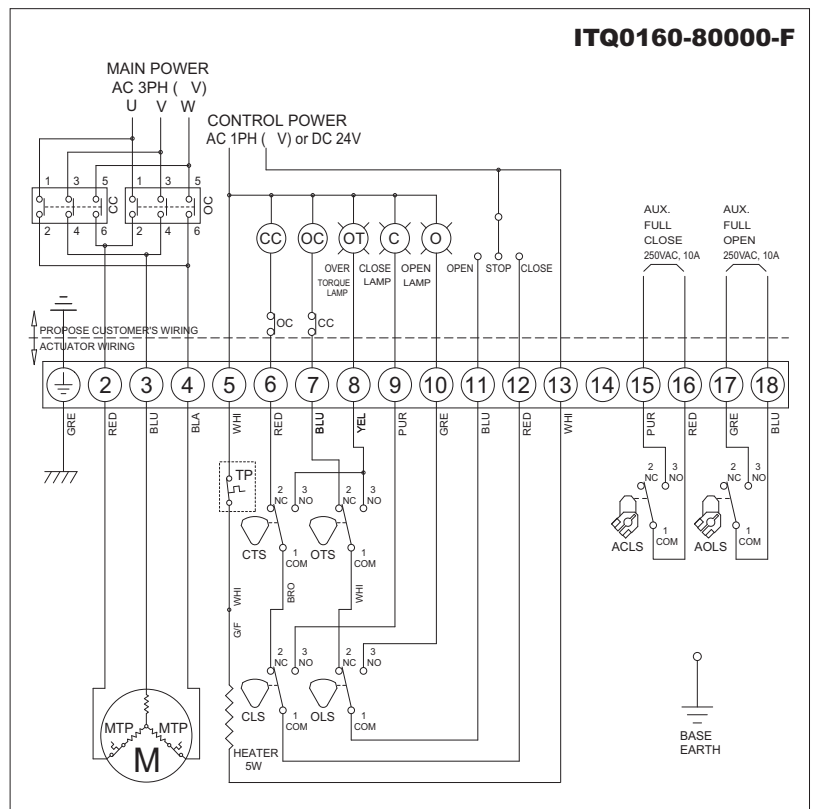 ITQ0160-80000-F
MAIN POWER
AC 3PH ( V)
U V W
CONTROL POWER
AC 1PH ( V) or DC 24V
1 3 5
2 4 6
CC
1 3 5
2 4 6
OC
CC OC OT C O
OVER
TORQUE
LAMP
CLOSE
LAMP
OPEN
LAMP
OPEN STOP CLOSE
AUX.
FULL
CLOSE
250VAC, 10A
AUX.
FULL
OPEN
250VAC, 10A
OC CC
PROPOSE CUSTOMER'S WIRING
ACTUATOR WIRING
2 3 4 5 6 7 8 9 10 11 12 13 14 15 16 17 18
GRE RED BLU BLA WHI RED BLU YEL PUR GRE BLU RED WHI PUR RED GRE BLU
TP
2
NC
3
NO
CTS
1
COM
2
NC
3
NO
OTS
1
COM
2
NC
3
NO
ACLS
1
COM
2
NC
3
NO
AOLS
1
COM
WHI
G/F
BRO
WHI
2
NC
3
NO
CLS
1
COM
2
NC
3
NO
OLS
1
COM
MTP MTP
M
HEATER
5W
BASE
EARTH